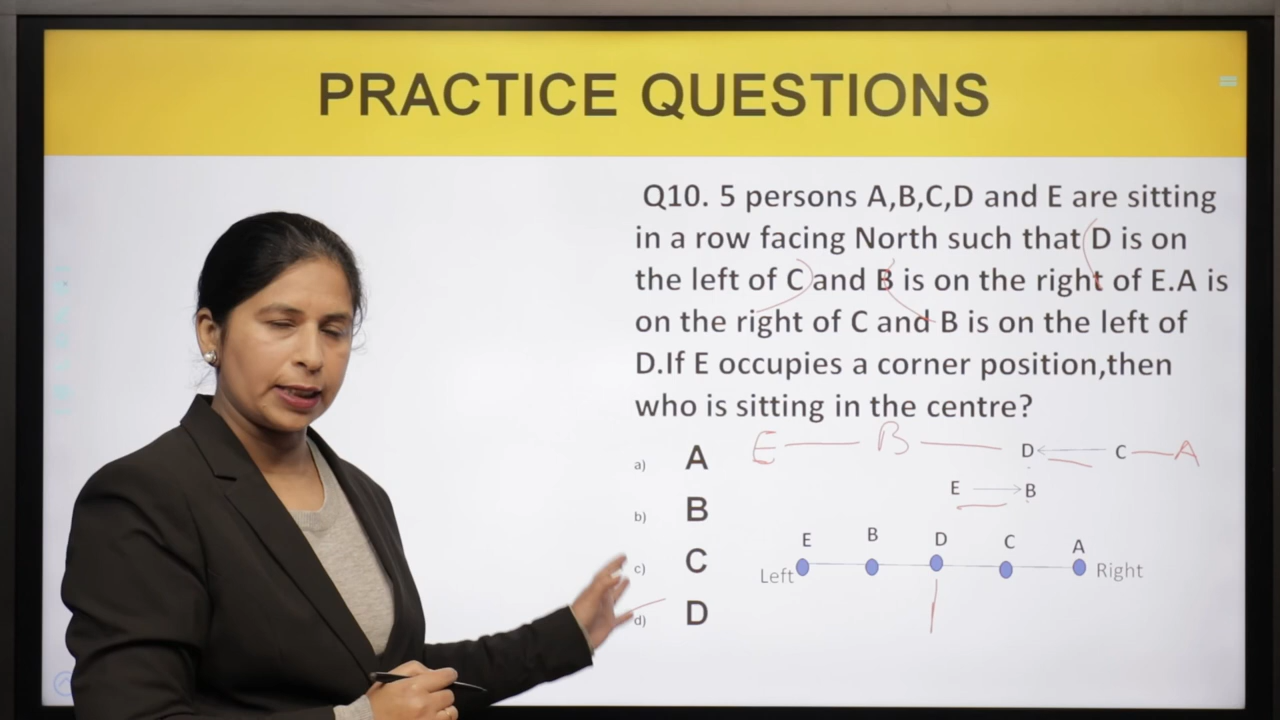 PRACTICE QUESTIONS
Q10. 5 persons A,B,C,D and E are sitting
in a row facing North such that D is on
the left of C and B is on the right of E.A is
on the right of C and B is on the left of
D.If E occupies a corner position,then
who is sitting in the centre?
a) A
b) B
c) C
d) D
E B D C A
E B
E B D C A
Left Right